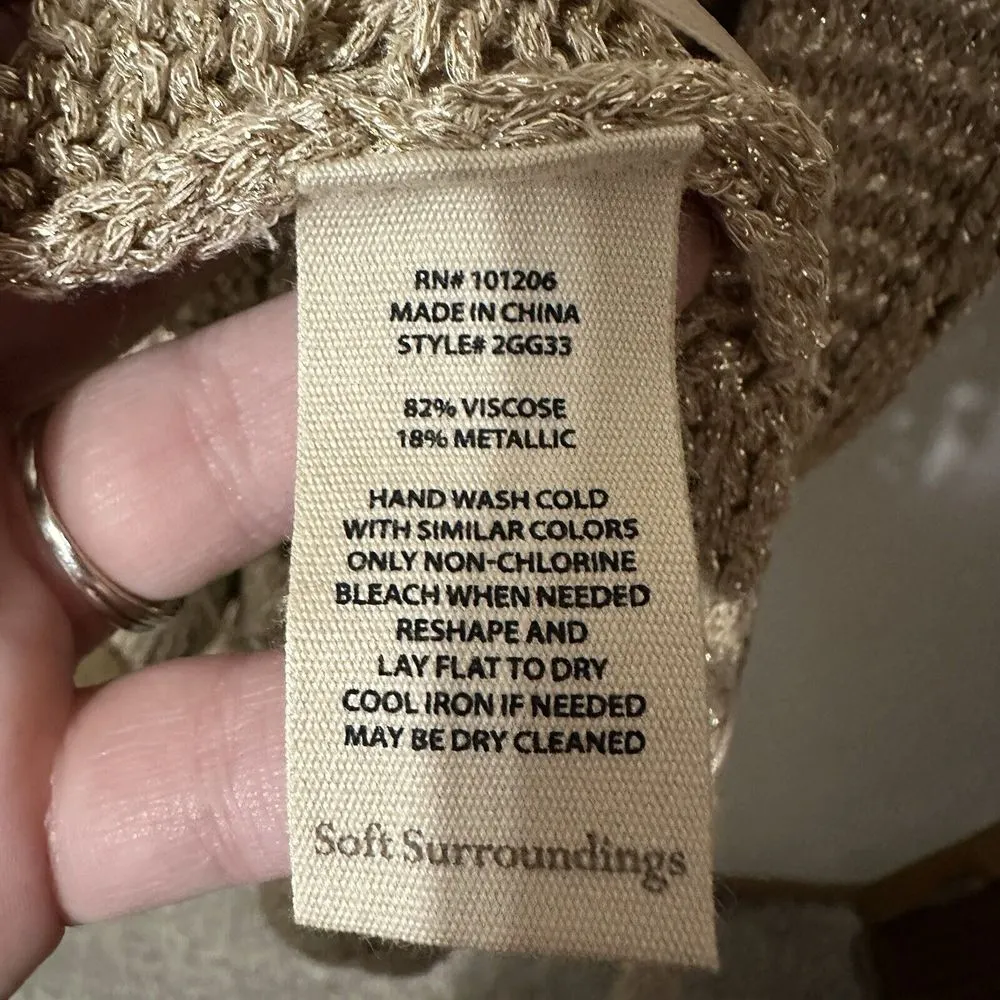 RN# 101206
MADE IN CHINA
STYLE# 2GG33
82% VISCOSE
18% METALLIC
HAND WASH COLD
WITH SIMILAR COLORS
ONLY NON-CHLORINE
BLEACH WHEN NEEDED
RESHAPE AND
LAY FLAT TO DRY
COOL IRON IF NEEDED
MAY BE DRY CLEANED
Soft Surroundings